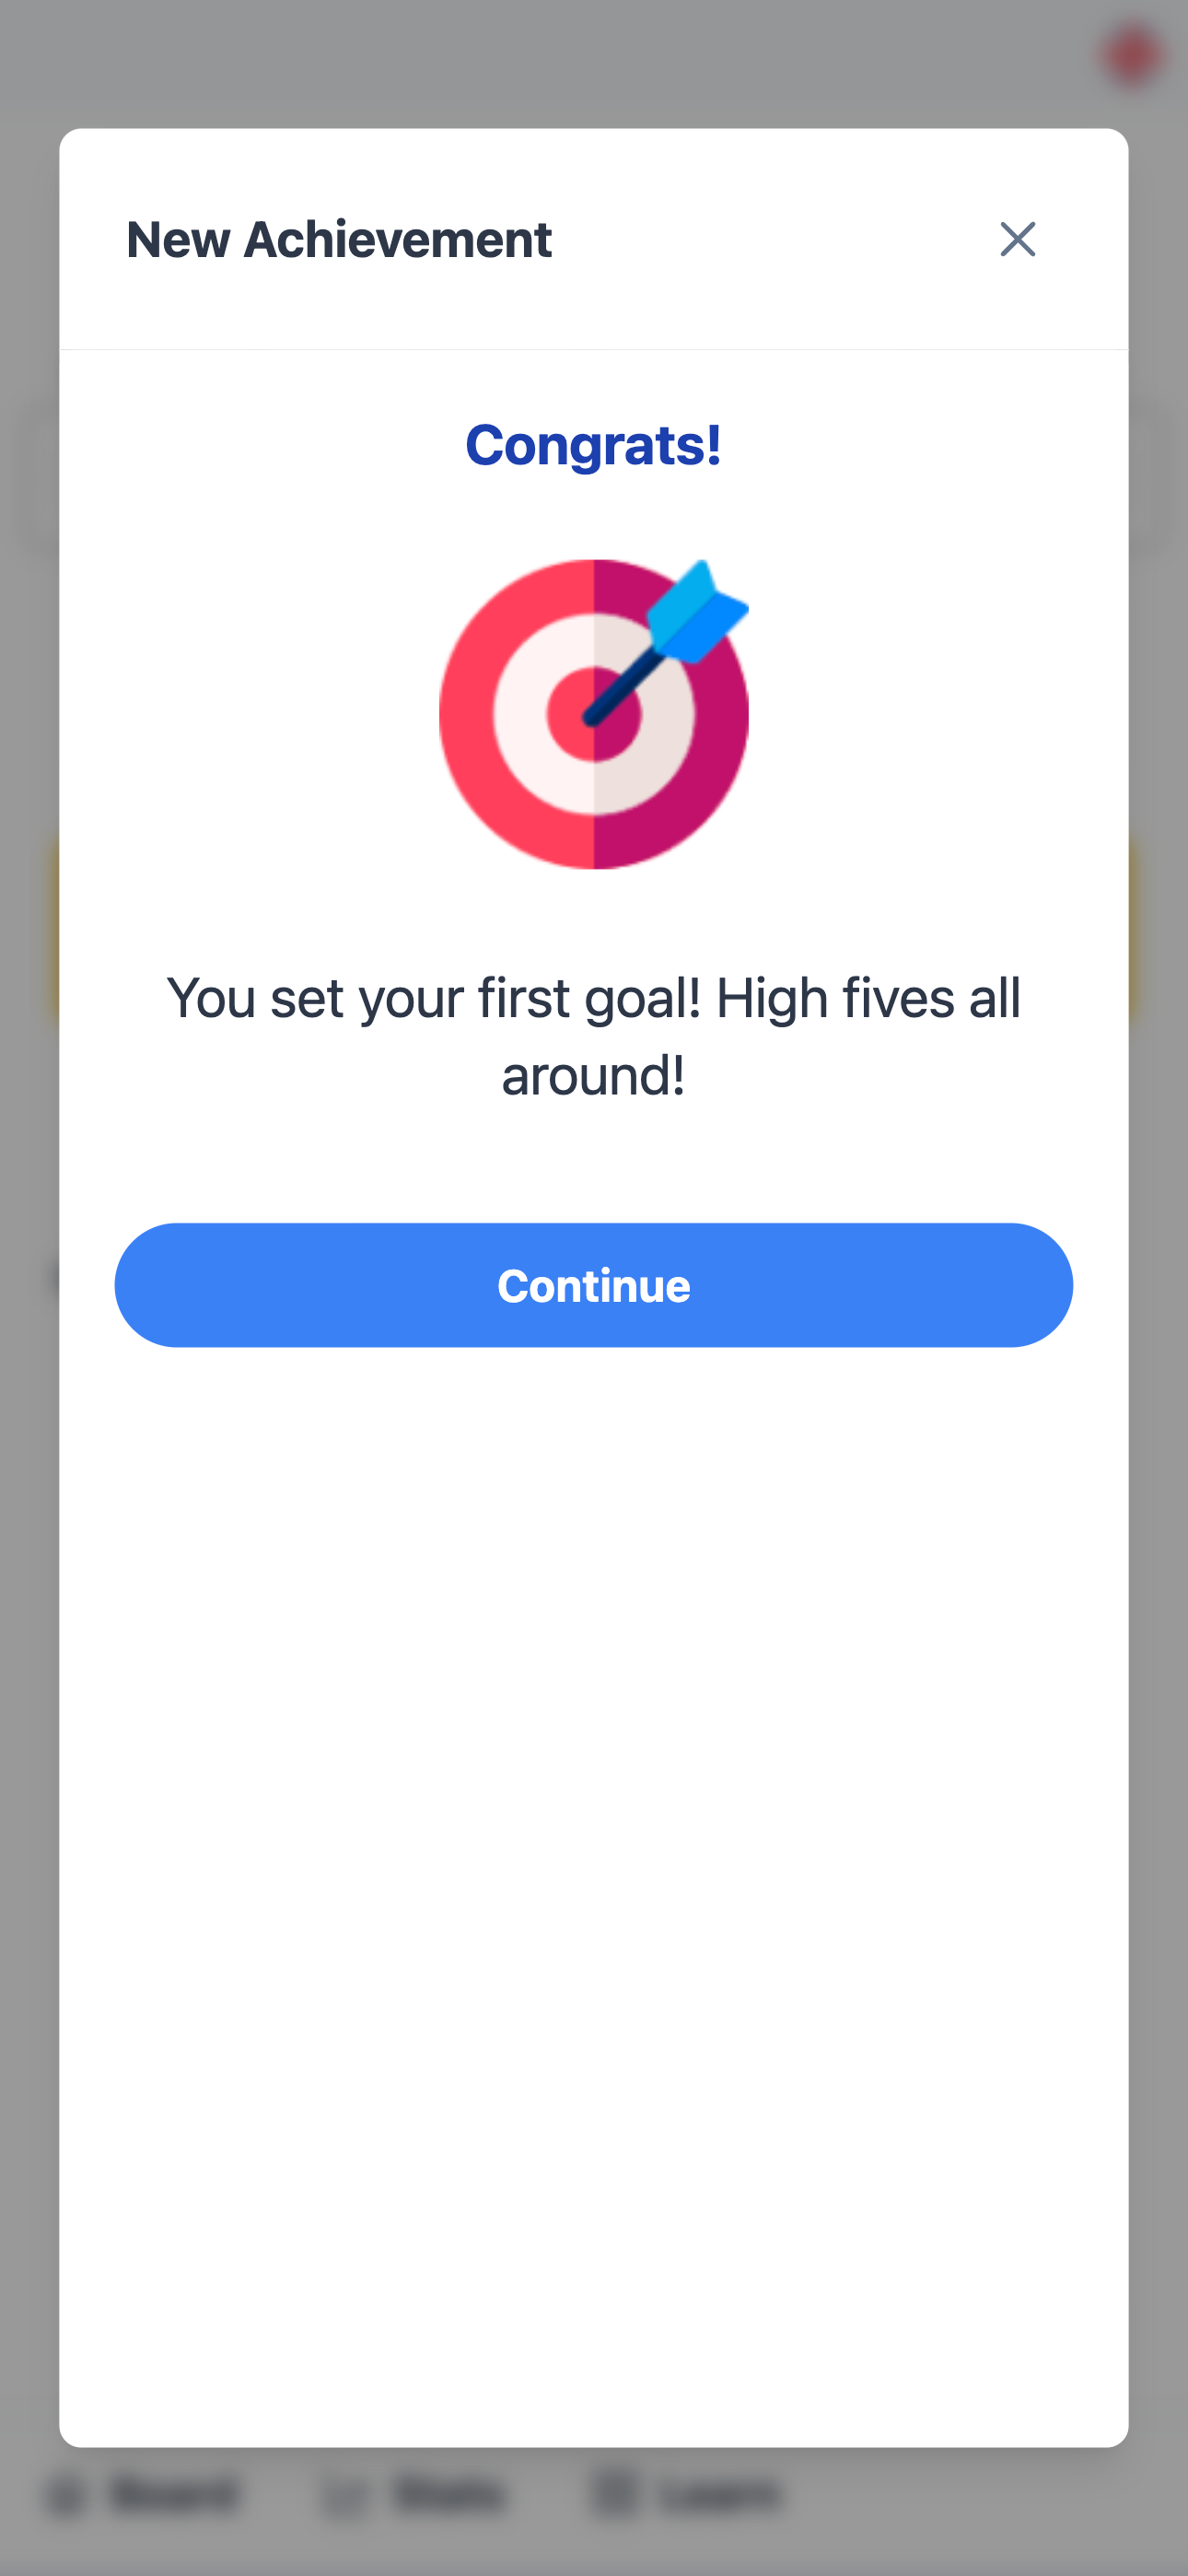 New Achievement
Congrats!
You set your first goal! High fives all
around!
Continue
Board
Stats
Learn